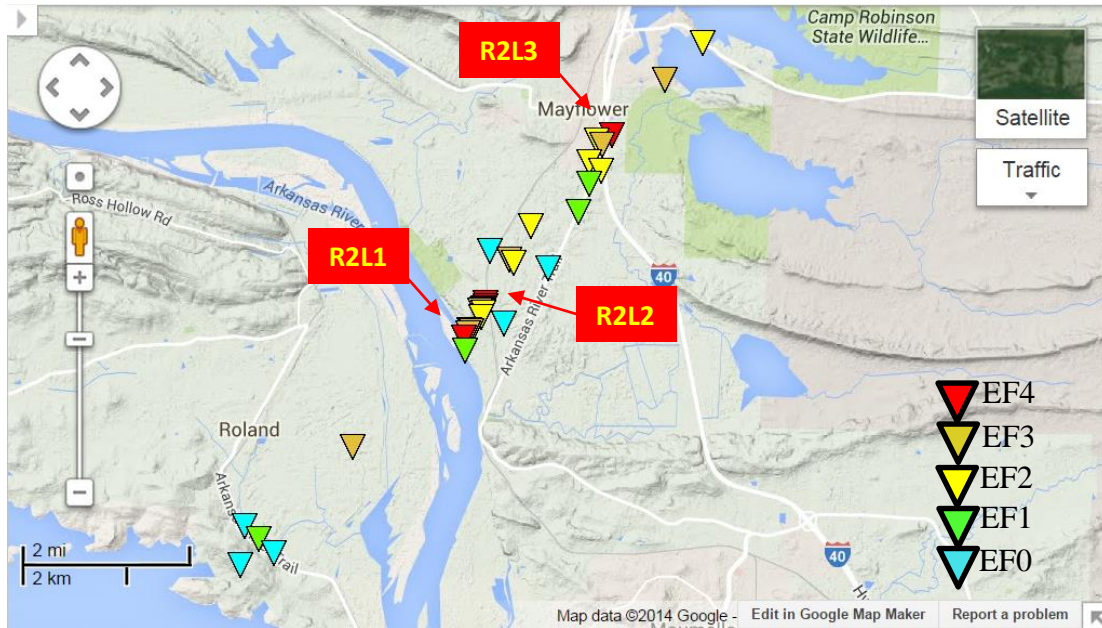 Camp Robinson
State Wildlife...
R2L3
Mayflower
Satellite
Traffic
Arkansas River
Ross Hollow Rd
R2L1
40
R2L2
Arkansas River Trail
EF4
Roland
EF3
EF2
EF1
EF0
Trail
2 mi
2 km
40
Map data ©2014 Google -
Edit in Google Map Maker
Report a problem